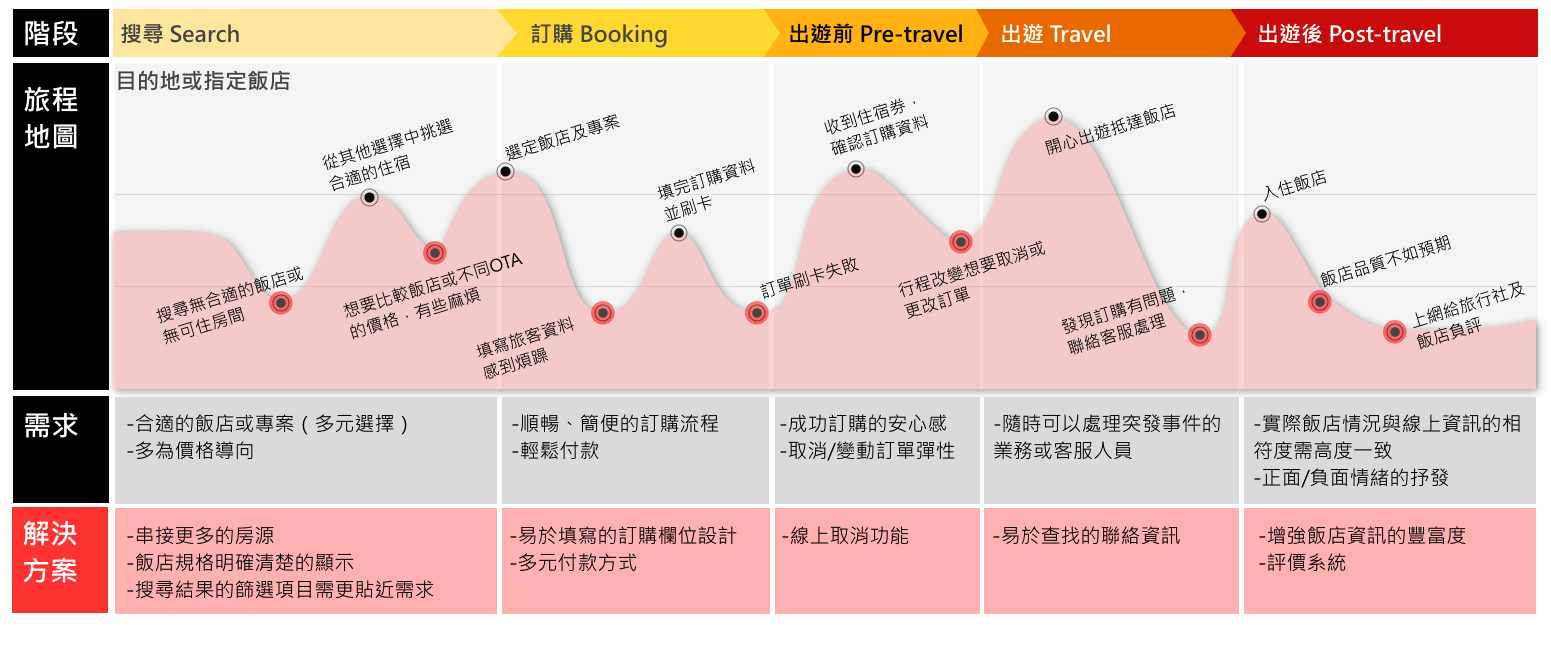 階段
搜尋 Search
訂購 Booking
出遊前 Pre-travel
出遊 Travel
出遊後 Post-travel
旅程
地圖
目的地或指定飯店
搜尋無合適的飯店或
無可住房間
從其他選擇中挑選
合適的住宿
想要比較飯店或不同OTA
的價格，有些麻煩
選定飯店及專案
填寫旅客資料
感到煩躁
填完訂購資料
並刷卡
訂單刷卡失敗
收到住宿券，
確認訂購資料
行程改變想要取消或
更改訂單
開心出遊抵達飯店
發現訂購有問題，
聯絡客服處理
入住飯店
飯店品質不如預期
上網給旅行社及
飯店負評
需求
-合適的飯店或專案（多元選擇）
-多為價格導向
-順暢、簡便的訂購流程
-輕鬆付款
-成功訂購的安心感
-取消/變動訂單彈性
-隨時可以處理突發事件的
業務或客服人員
-實際飯店情況與線上資訊的相
符度需高度一致
-正面/負面情緒的抒發
解決
方案
-串接更多的房源
-飯店規格明確清楚的顯示
-搜尋結果的篩選項目需更貼近需求
-易於填寫的訂購欄位設計
-多元付款方式
-線上取消功能
-易於查找的聯絡資訊
-增強飯店資訊的豐富度
-評價系統